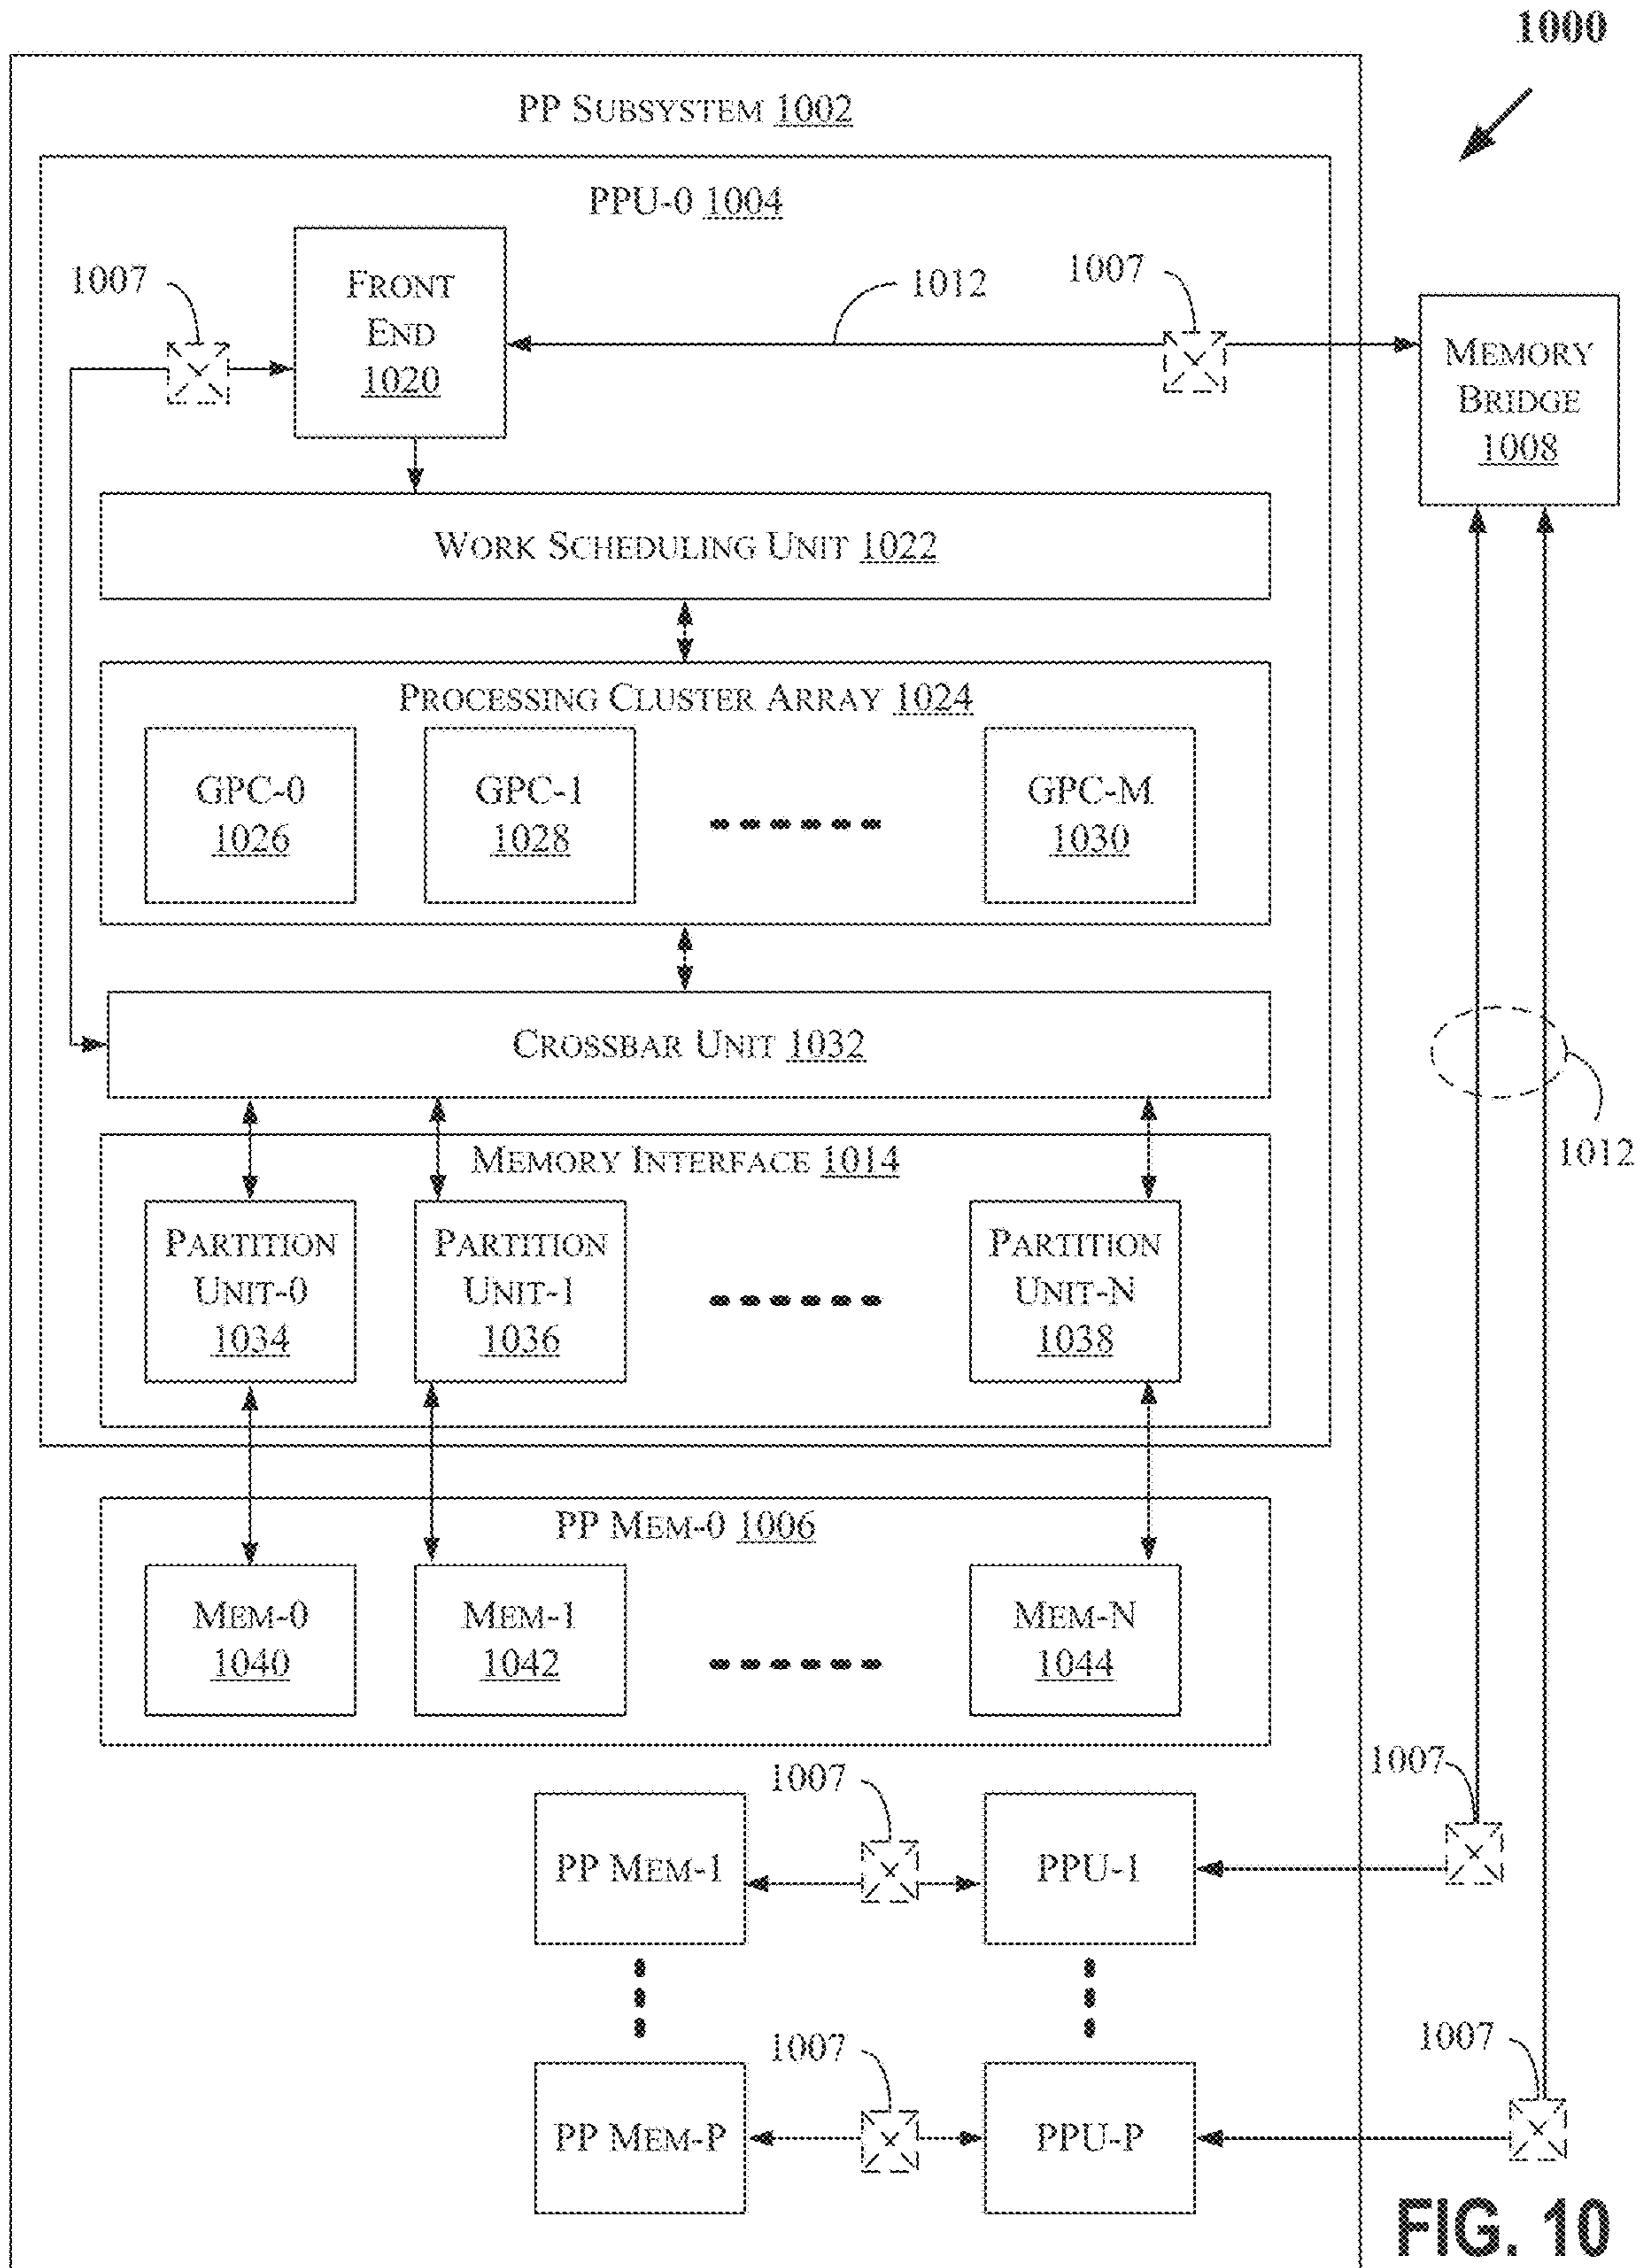 1000
PP SUBSYSTEM 1002
PPU-0 1004
1007
FRONT
END
1020
1012
1007
MEMORY
BRIDGE
1008
WORK SCHEDULING UNIT 1022
PROCESSING CLUSTER ARRAY 1024
GPC-0
1026
GPC-1
1028
GPC-M
1030
CROSSBAR UNIT 1032
1012
MEMORY INTERFACE 1014
PARTITION
UNIT-0
1034
PARTITION
UNIT-1
1036
PARTITION
UNIT-N
1038
PP MEM-0 1006
MEM-0
1040
MEM-1
1042
MEM-N
1044
1007
1007
PP MEM-1
PPU-1
1007
1007
PP MEM-P
PPU-P
FIG. 10